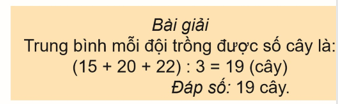 Bài giải
Trung bình mỗi đội trồng được số cây là:
(15 + 20 + 22) : 3 = 19 (cây)
Đáp số: 19 cây.